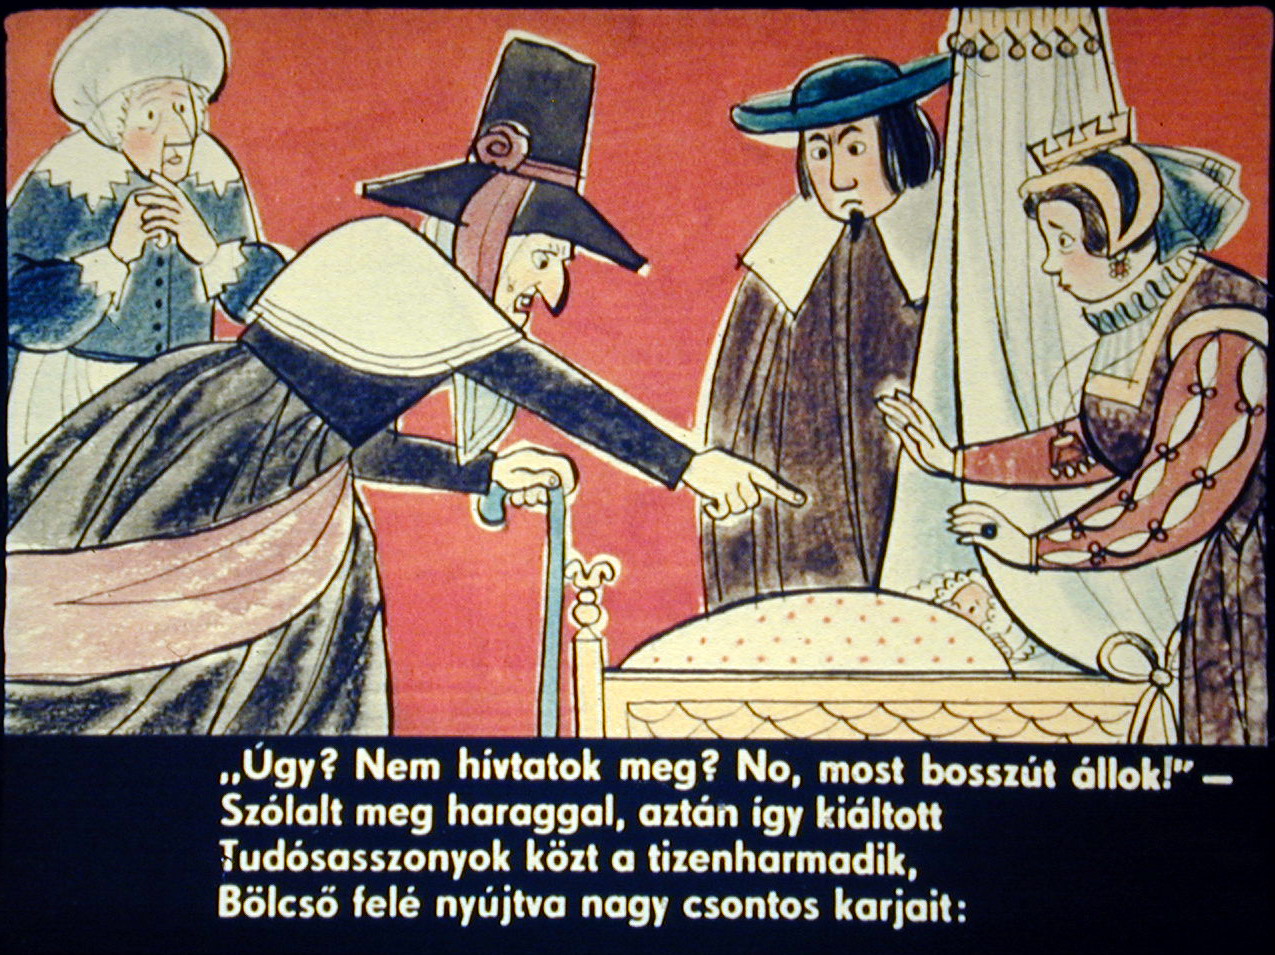 „Úgy? Nem hívtatok meg? No, most bosszút állok!” —
Szólalt meg haraggal, aztán így kiáltott
Tudósasszonyok közt a tizenharmadik,
Bölcső felé nyújtva nagy csontos karjait: